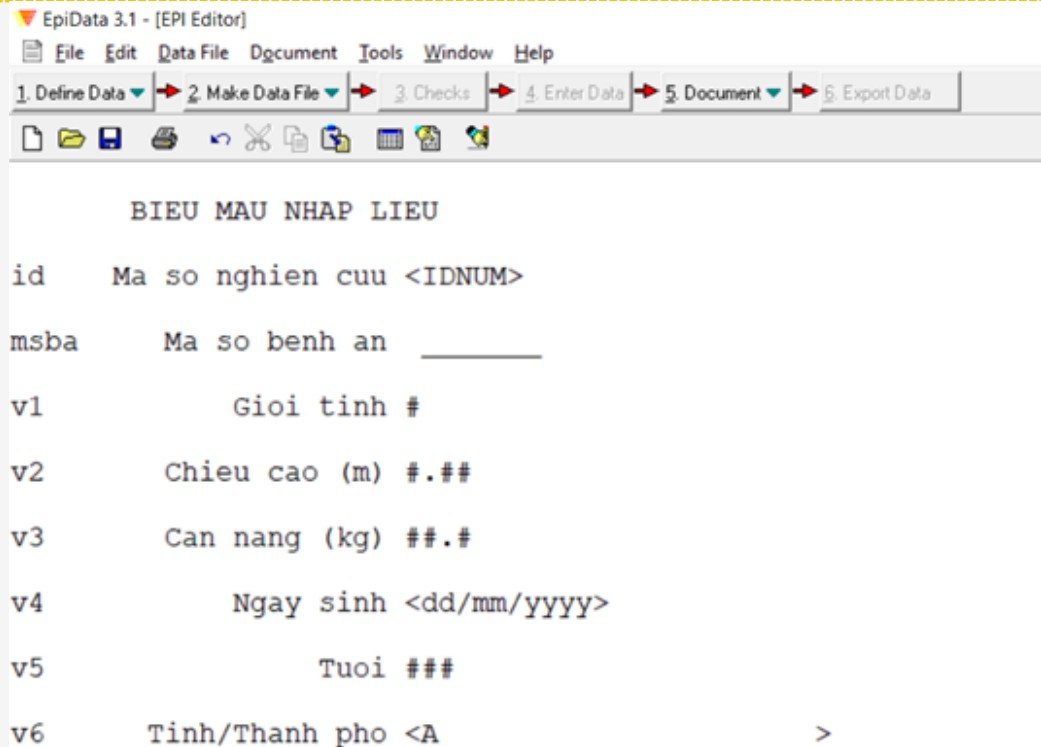 EpiData 3.1 - [EPI Editor]
File Edit Data File Document Tools Window Help
1. Define Data 2. Make Data File 3. Checks 4. Enter Data 5. Document 6. Export Data
BIEU MAU NHAP LIEU
id Ma so nghien cuu <IDNUM>
msba Ma so benh an _______
v1 Gioi tinh #
v2 Chieu cao (m) #.##
v3 Can nang (kg) ##.#
v4 Ngay sinh <dd/mm/yyyy>
v5 Tuoi ###
v6 Tinh/Thanh pho <A                      >